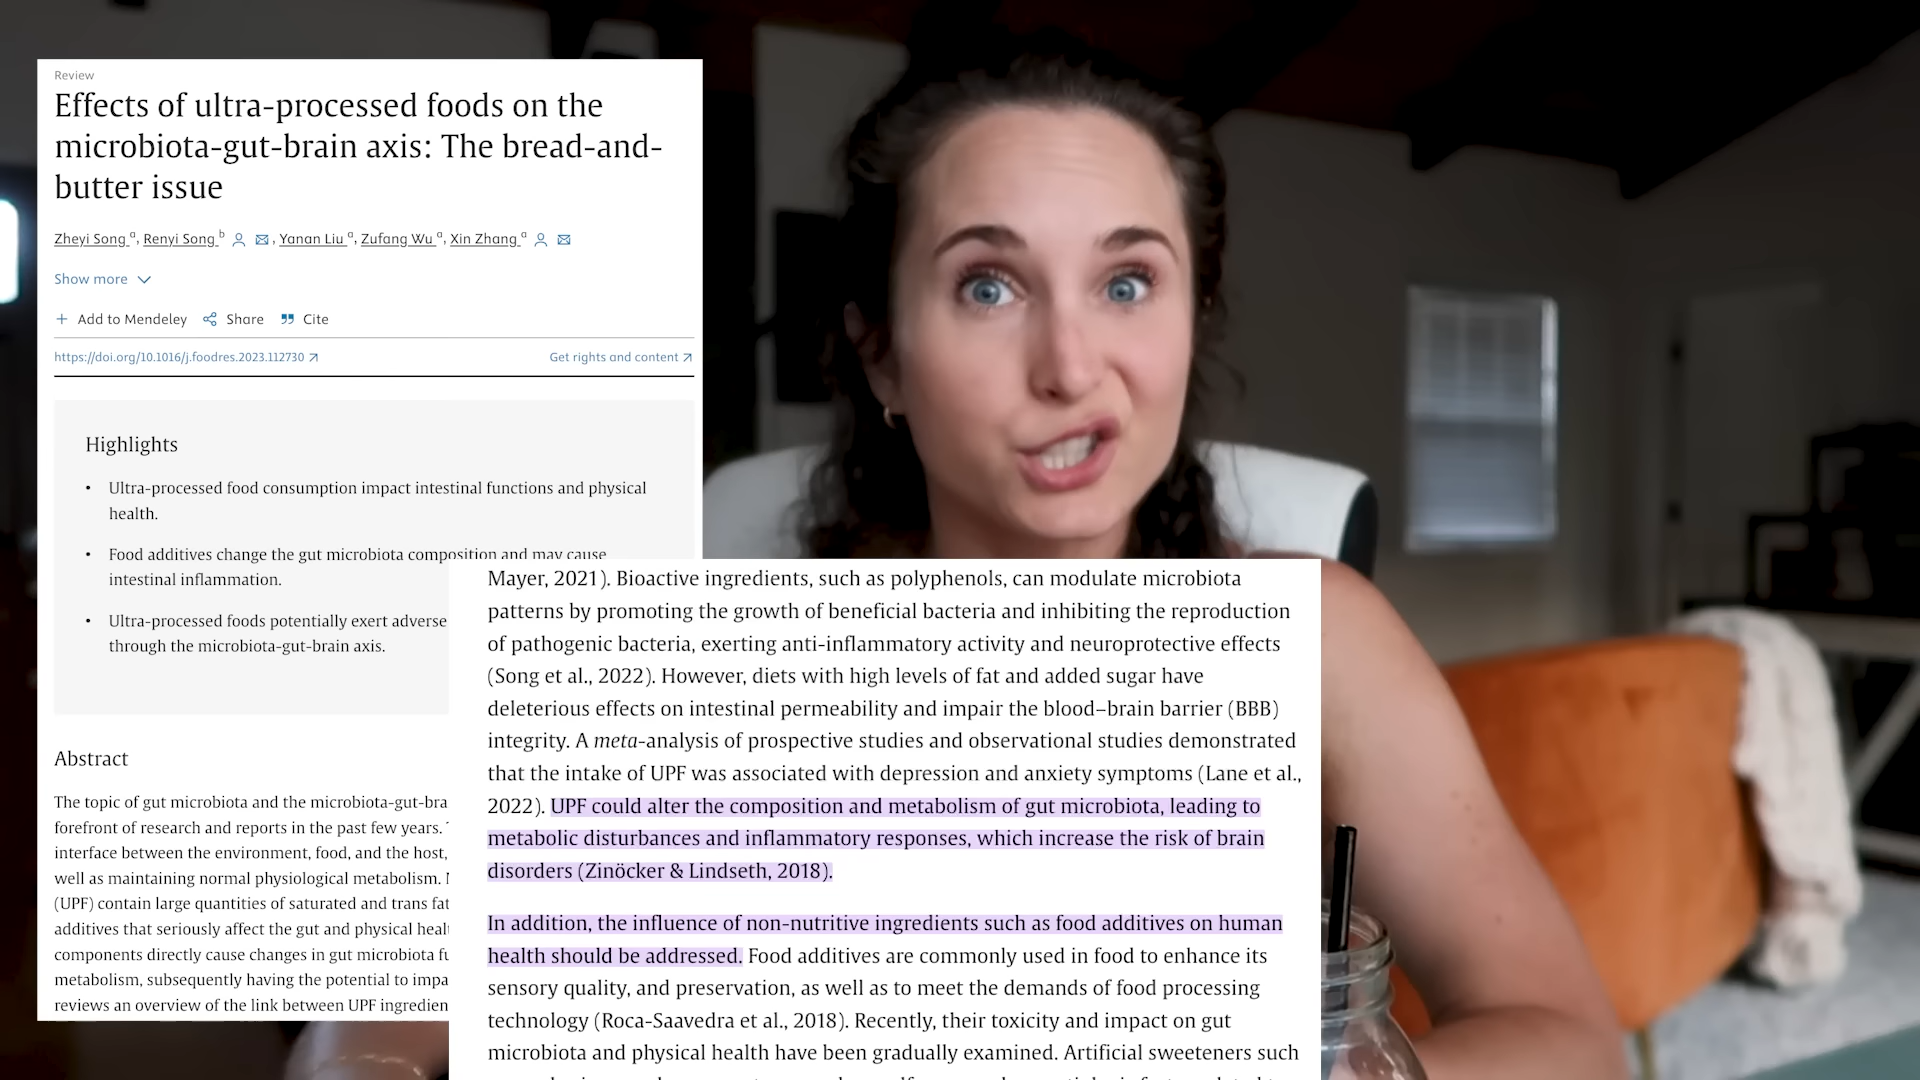 Review
Effects of ultra-processed foods on the
microbiota-gut-brain axis: The bread-and-
butter issue
Zheyi Song a, Renyi Song b, Yanan Liu a, Zufang Wu a, Xin Zhang a
Show more
+ Add to Mendeley Share Cite
https://doi.org/10.1016/j.foodres.2023.112730 Get rights and content
Highlights
• Ultra-processed food consumption impact intestinal functions and physical
health.
• Food additives change the gut microbiota composition and may cause
intestinal inflammation.
• Ultra-processed foods potentially exert adverse
through the microbiota-gut-brain axis.
Abstract
The topic of gut microbiota and the microbiota-gut-bra
forefront of research and reports in the past few years.
interface between the environment, food, and the host,
well as maintaining normal physiological metabolism.
(UPF) contain large quantities of saturated and trans fat
additives that seriously affect the gut and physical heal
components directly cause changes in gut microbiota fu
metabolism, subsequently having the potential to impa
reviews an overview of the link between UPF ingredien
Mayer, 2021). Bioactive ingredients, such as polyphenols, can modulate microbiota
patterns by promoting the growth of beneficial bacteria and inhibiting the reproduction
of pathogenic bacteria, exerting anti-inflammatory activity and neuroprotective effects
(Song et al., 2022). However, diets with high levels of fat and added sugar have
deleterious effects on intestinal permeability and impair the blood–brain barrier (BBB)
integrity. A meta-analysis of prospective studies and observational studies demonstrated
that the intake of UPF was associated with depression and anxiety symptoms (Lane et al.,
2022). UPF could alter the composition and metabolism of gut microbiota, leading to
metabolic disturbances and inflammatory responses, which increase the risk of brain
disorders (Zinöcker & Lindseth, 2018).
In addition, the influence of non-nutritive ingredients such as food additives on human
health should be addressed. Food additives are commonly used in food to enhance its
sensory quality, and preservation, as well as to meet the demands of food processing
technology (Roca-Saavedra et al., 2018). Recently, their toxicity and impact on gut
microbiota and physical health have been gradually examined. Artificial sweeteners such